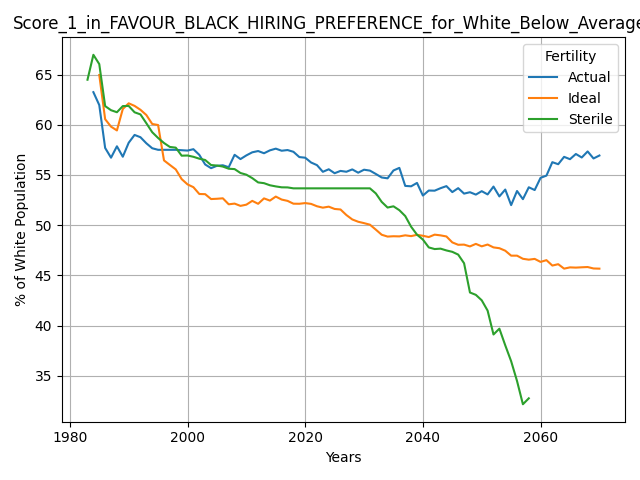 Score_1_in_FAVOUR_BLACK_HIRING_PREFERENCE_for_White_Below_Average
Fertility
Actual
Ideal
Sterile
% of White Population
65
60
55
50
45
40
35
1980
2000
2020
2040
2060
Years